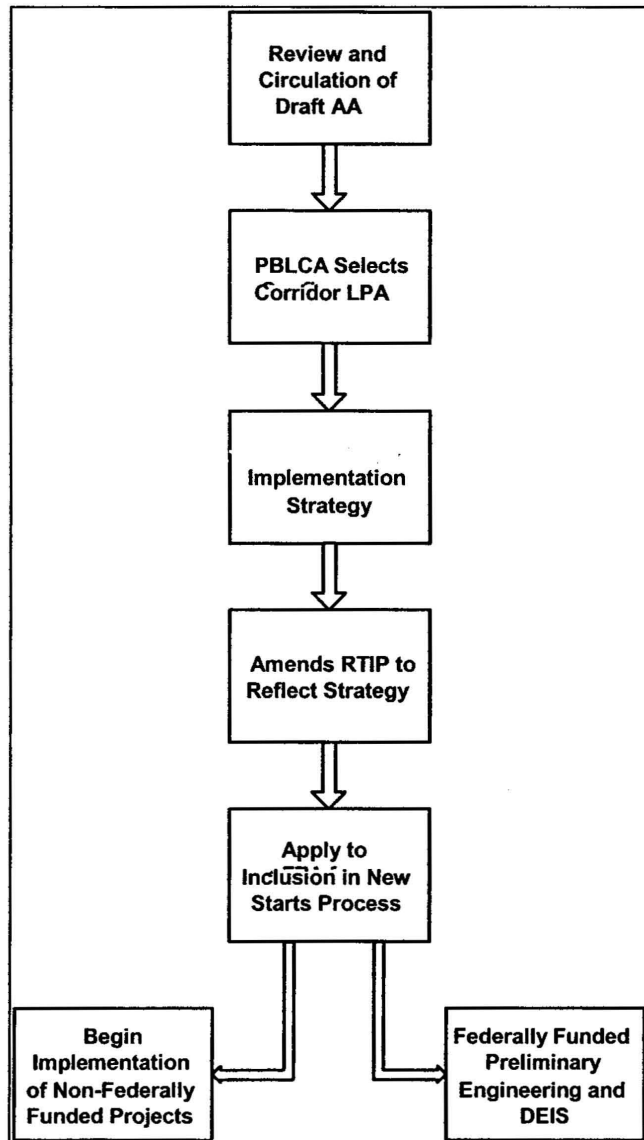 Review and
Circulation of
Draft AA
PBLCA Selects
Corridor LPA
Implementation
Strategy
Amends RTIP to
Reflect Strategy
Apply to
Inclusion in New
Starts Process
Begin
Implementation
of Non-Federally
Funded Projects
Federally Funded
Preliminary
Engineering and
DEIS